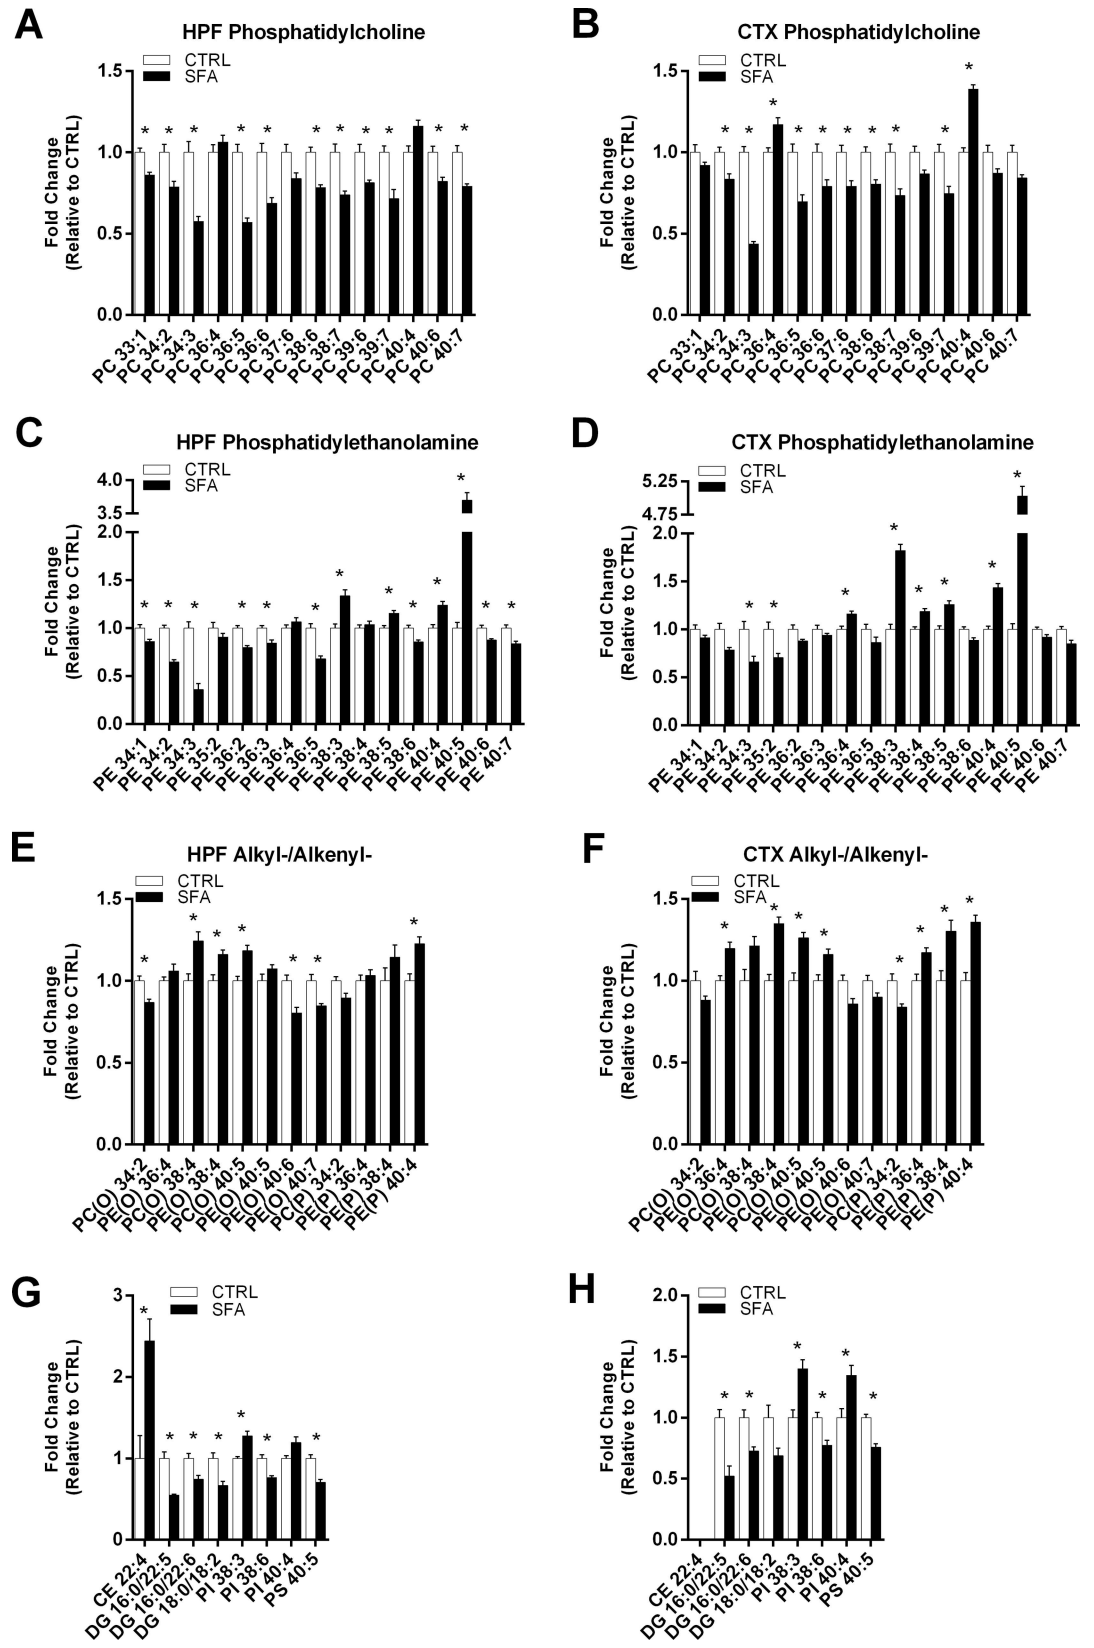 A
HPF Phosphatidylcholine
CTRL
SFA
Fold Change
(Relative to CTRL)
1.5
1.0
0.5
0.0
* * * * * * * * * * *
PC 33:1
PC 34:2
PC 34:3
PC 36:4
PC 36:5
PC 36:6
PC 37:6
PC 38:6
PC 38:7
PC 39:6
PC 39:7
PC 40:4
PC 40:6
PC 40:7
B
CTX Phosphatidylcholine
CTRL
SFA
Fold Change
(Relative to CTRL)
1.5
1.0
0.5
0.0
* * * * * * * * * *
PC 33:1
PC 34:2
PC 34:3
PC 36:4
PC 36:5
PC 36:6
PC 37:6
PC 38:6
PC 38:7
PC 39:6
PC 39:7
PC 40:4
PC 40:6
PC 40:7
C
HPF Phosphatidylethanolamine
CTRL
SFA
Fold Change
(Relative to CTRL)
4.0
3.5
2.0
1.5
1.0
0.5
0.0
* * * * * * * * * * * * *
PE 34:1
PE 34:2
PE 34:3
PE 35:2
PE 36:2
PE 36:3
PE 36:4
PE 36:5
PE 38:3
PE 38:4
PE 38:5
PE 38:6
PE 40:4
PE 40:5
PE 40:6
PE 40:7
D
CTX Phosphatidylethanolamine
CTRL
SFA
Fold Change
(Relative to CTRL)
5.25
4.75
2.0
1.5
1.0
0.5
0.0
* * * * * * * *
PE 34:1
PE 34:2
PE 34:3
PE 35:2
PE 36:2
PE 36:3
PE 36:4
PE 36:5
PE 38:3
PE 38:4
PE 38:5
PE 38:6
PE 40:4
PE 40:5
PE 40:6
PE 40:7
E
HPF Alkyl-/Alkenyl-
CTRL
SFA
Fold Change
(Relative to CTRL)
1.5
1.0
0.5
0.0
* * * * * * *
PC(O) 34:2
PE(O) 36:4
PC(O) 38:4
PE(O) 38:4
PC(O) 40:5
PE(O) 40:5
PE(O) 40:6
PE(O) 40:7
PC(P) 34:2
PE(P) 36:4
PE(P) 38:4
PE(P) 40:4
F
CTX Alkyl-/Alkenyl-
CTRL
SFA
Fold Change
(Relative to CTRL)
1.5
1.0
0.5
0.0
* * * * * * * *
PC(O) 34:2
PE(O) 36:4
PC(O) 38:4
PE(O) 38:4
PC(O) 40:5
PE(O) 40:5
PE(O) 40:6
PE(O) 40:7
PC(P) 34:2
PE(P) 36:4
PE(P) 38:4
PE(P) 40:4
G
CTRL
SFA
Fold Change
(Relative to CTRL)
3
2
1
0
* * * * * * *
CE 22:4
DG 16:0/22:5
DG 16:0/22:6
DG 18:0/18:2
PI 38:3
PI 38:6
PI 40:4
PS 40:5
H
CTRL
SFA
Fold Change
(Relative to CTRL)
2.0
1.5
1.0
0.5
0.0
* * * * * *
CE 22:4
DG 16:0/22:5
DG 16:0/22:6
DG 18:0/18:2
PI 38:3
PI 38:6
PI 40:4
PS 40:5